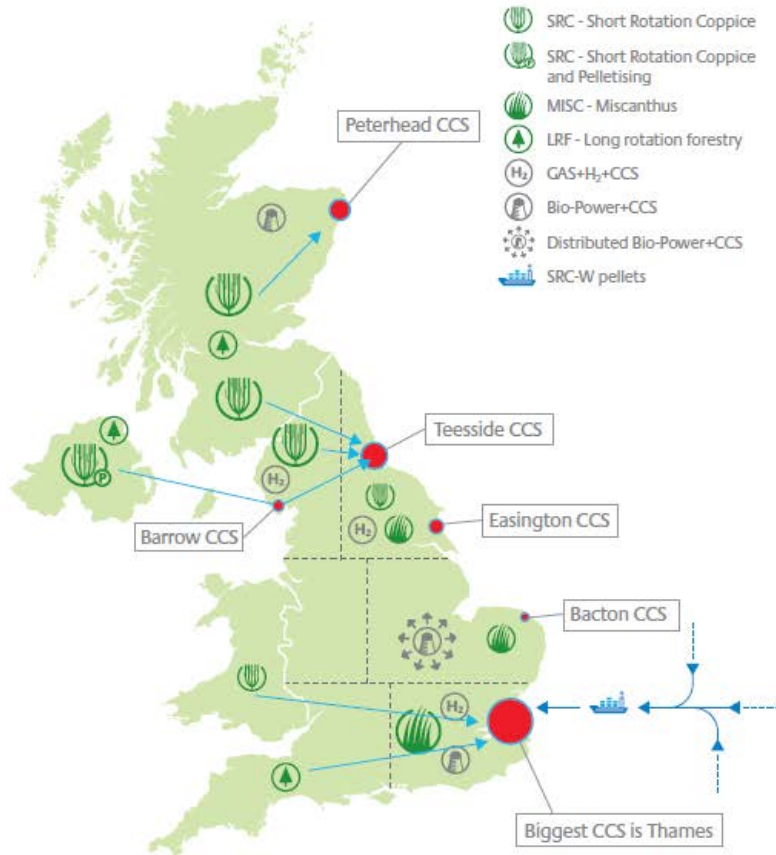 SRC - Short Rotation Coppice
SRC - Short Rotation Coppice
and Pelletising
MISC - Miscanthus
LRF - Long rotation forestry
H₂ GAS+H₂+CCS
Bio-Power+CCS
Distributed Bio-Power+CCS
SRC-W pellets
Peterhead CCS
Teesside CCS
P
H₂
Barrow CCS
H₂
Easington CCS
Bacton CCS
H₂
Biggest CCS is Thames